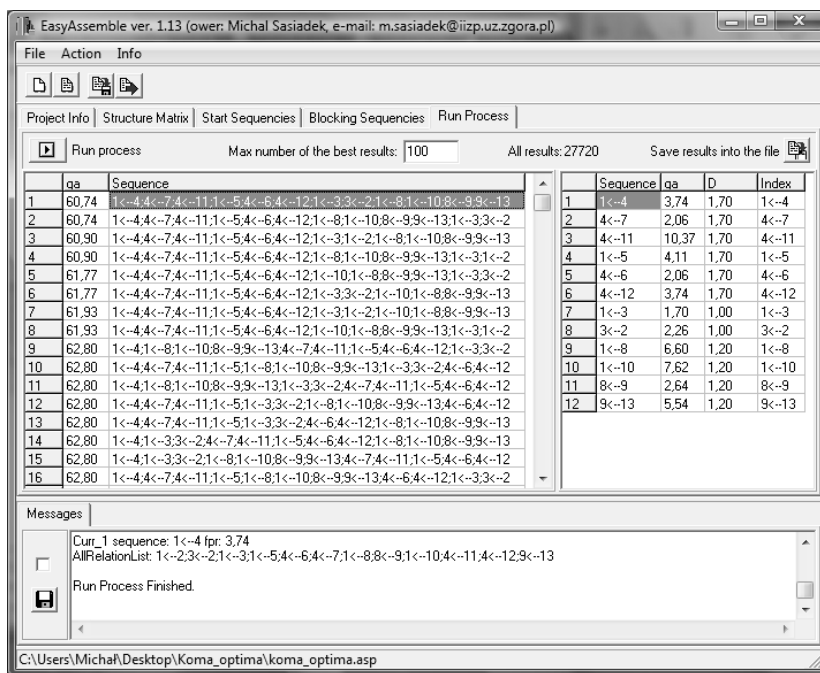 EasyAssemble ver. 1.13 (ower: Michal Sasiadek, e-mail: m.sasiadek@iizp.uz.zgora.pl)
File Action Info
Project Info Structure Matrix Start Sequencies Blocking Sequencies Run Process
Run process Max number of the best results: 100 All results: 27720 Save results into the file
qa Sequence
1 60,74 1<--4;4<--7;4<--11;1<--5;4<--6;4<--12;1<--3;3<--2;1<--8;1<--10;8<--9;9<--13
2 60,74 1<--4;4<--7;4<--11;1<--5;4<--6;4<--12;1<--8;1<--10;8<--9;9<--13;1<--3;3<--2
3 60,90 1<--4;4<--7;4<--11;1<--5;4<--6;4<--12;1<--3;1<--2;1<--8;1<--10;8<--9;9<--13
4 60,90 1<--4;4<--7;4<--11;1<--5;4<--6;4<--12;1<--8;1<--10;8<--9;9<--13;1<--3;1<--2
5 61,77 1<--4;4<--7;4<--11;1<--5;4<--6;4<--12;1<--10;1<--8;8<--9;9<--13;1<--3;3<--2
6 61,77 1<--4;4<--7;4<--11;1<--5;4<--6;4<--12;1<--3;3<--2;1<--10;1<--8;8<--9;9<--13
7 61,93 1<--4;4<--7;4<--11;1<--5;4<--6;4<--12;1<--3;1<--2;1<--10;1<--8;8<--9;9<--13
8 61,93 1<--4;4<--7;4<--11;1<--5;4<--6;4<--12;1<--10;1<--8;8<--9;9<--13;1<--3;1<--2
9 62,80 1<--4;1<--8;1<--10;8<--9;9<--13;4<--7;4<--11;1<--5;4<--6;4<--12;1<--3;3<--2
10 62,80 1<--4;4<--7;4<--11;1<--5;1<--8;1<--10;8<--9;9<--13;1<--3;3<--2;4<--6;4<--12
11 62,80 1<--4;1<--8;1<--10;8<--9;9<--13;1<--3;3<--2;4<--7;4<--11;1<--5;4<--6;4<--12
12 62,80 1<--4;4<--7;4<--11;1<--5;1<--3;3<--2;1<--8;1<--10;8<--9;9<--13;4<--6;4<--12
13 62,80 1<--4;4<--7;4<--11;1<--5;1<--3;3<--2;4<--6;4<--12;1<--8;1<--10;8<--9;9<--13
14 62,80 1<--4;1<--3;3<--2;4<--7;4<--11;1<--5;4<--6;4<--12;1<--8;1<--10;8<--9;9<--13
15 62,80 1<--4;1<--3;3<--2;1<--8;1<--10;8<--9;9<--13;4<--7;4<--11;1<--5;4<--6;4<--12
16 62,80 1<--4;4<--7;4<--11;1<--5;1<--8;1<--10;8<--9;9<--13;4<--6;4<--12;1<--3;3<--2
Sequence qa D Index
1 1<--4 3,74 1,70 1<--4
2 4<--7 2,06 1,70 4<--7
3 4<--11 10,37 1,70 4<--11
4 1<--5 4,11 1,70 1<--5
5 4<--6 2,06 1,70 4<--6
6 4<--12 3,74 1,70 4<--12
7 1<--3 1,70 1,00 1<--3
8 3<--2 2,26 1,00 3<--2
9 1<--8 6,60 1,20 1<--8
10 1<--10 7,62 1,20 1<--10
11 8<--9 2,64 1,20 8<--9
12 9<--13 5,54 1,20 9<--13
Messages
Curr_1 sequence: 1<--4 fpr: 3,74
AllRelationList: 1<--2;3<--2;1<--3;1<--5;4<--6;4<--7;1<--8;8<--9;1<--10;4<--11;4<--12;9<--13
Run Process Finished.
C:\Users\Michał\Desktop\Koma_optima\koma_optima.asp